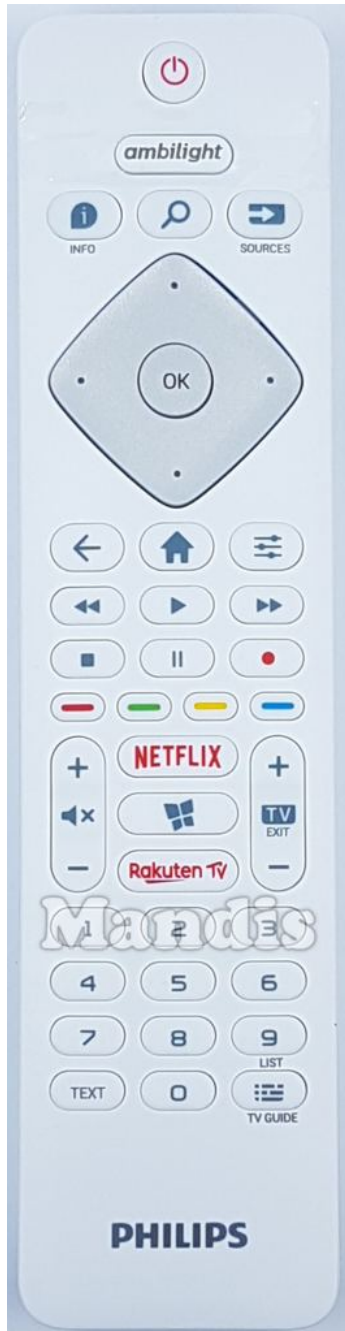 ambilight
INFO
SOURCES
OK
NETFLIX
TV
EXIT
Rakuten TV
Mandis
1 2 3
4 5 6
7 8 9
LIST
TEXT 0
TV GUIDE
PHILIPS